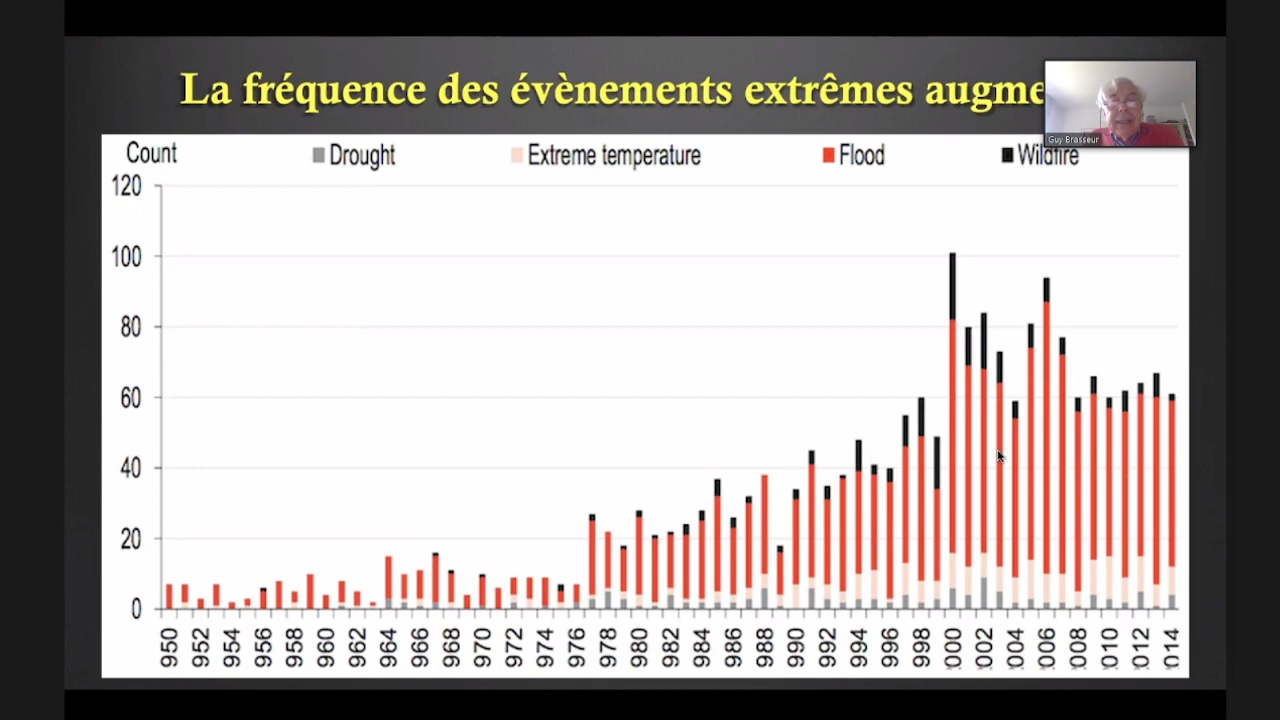 La fréquence des évènements extrêmes augme
Guy Brasseur
Count
Drought
Extreme temperature
Flood
Wildfire
120
100
80
60
40
20
0
950 952 954 956 958 960 962 964 966 968 970 972 974 976 978 980 982 984 986 988 990 992 994 996 998 000 002 004 006 008 010 012 014